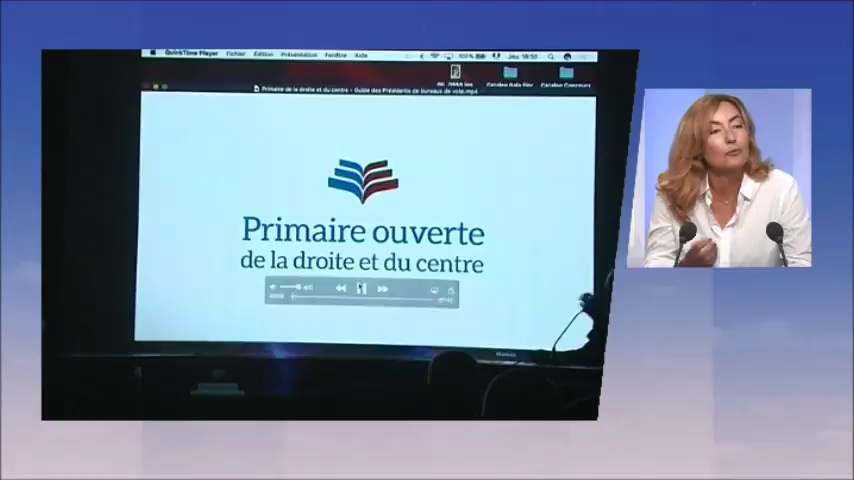 QuickTime Player Fichier Édition Présentation Fenêtre Aide
Primaire de la droite et du centre - Guide des Présidents de bureaux de vote.mp4
Primaire ouverte
de la droite et du centre